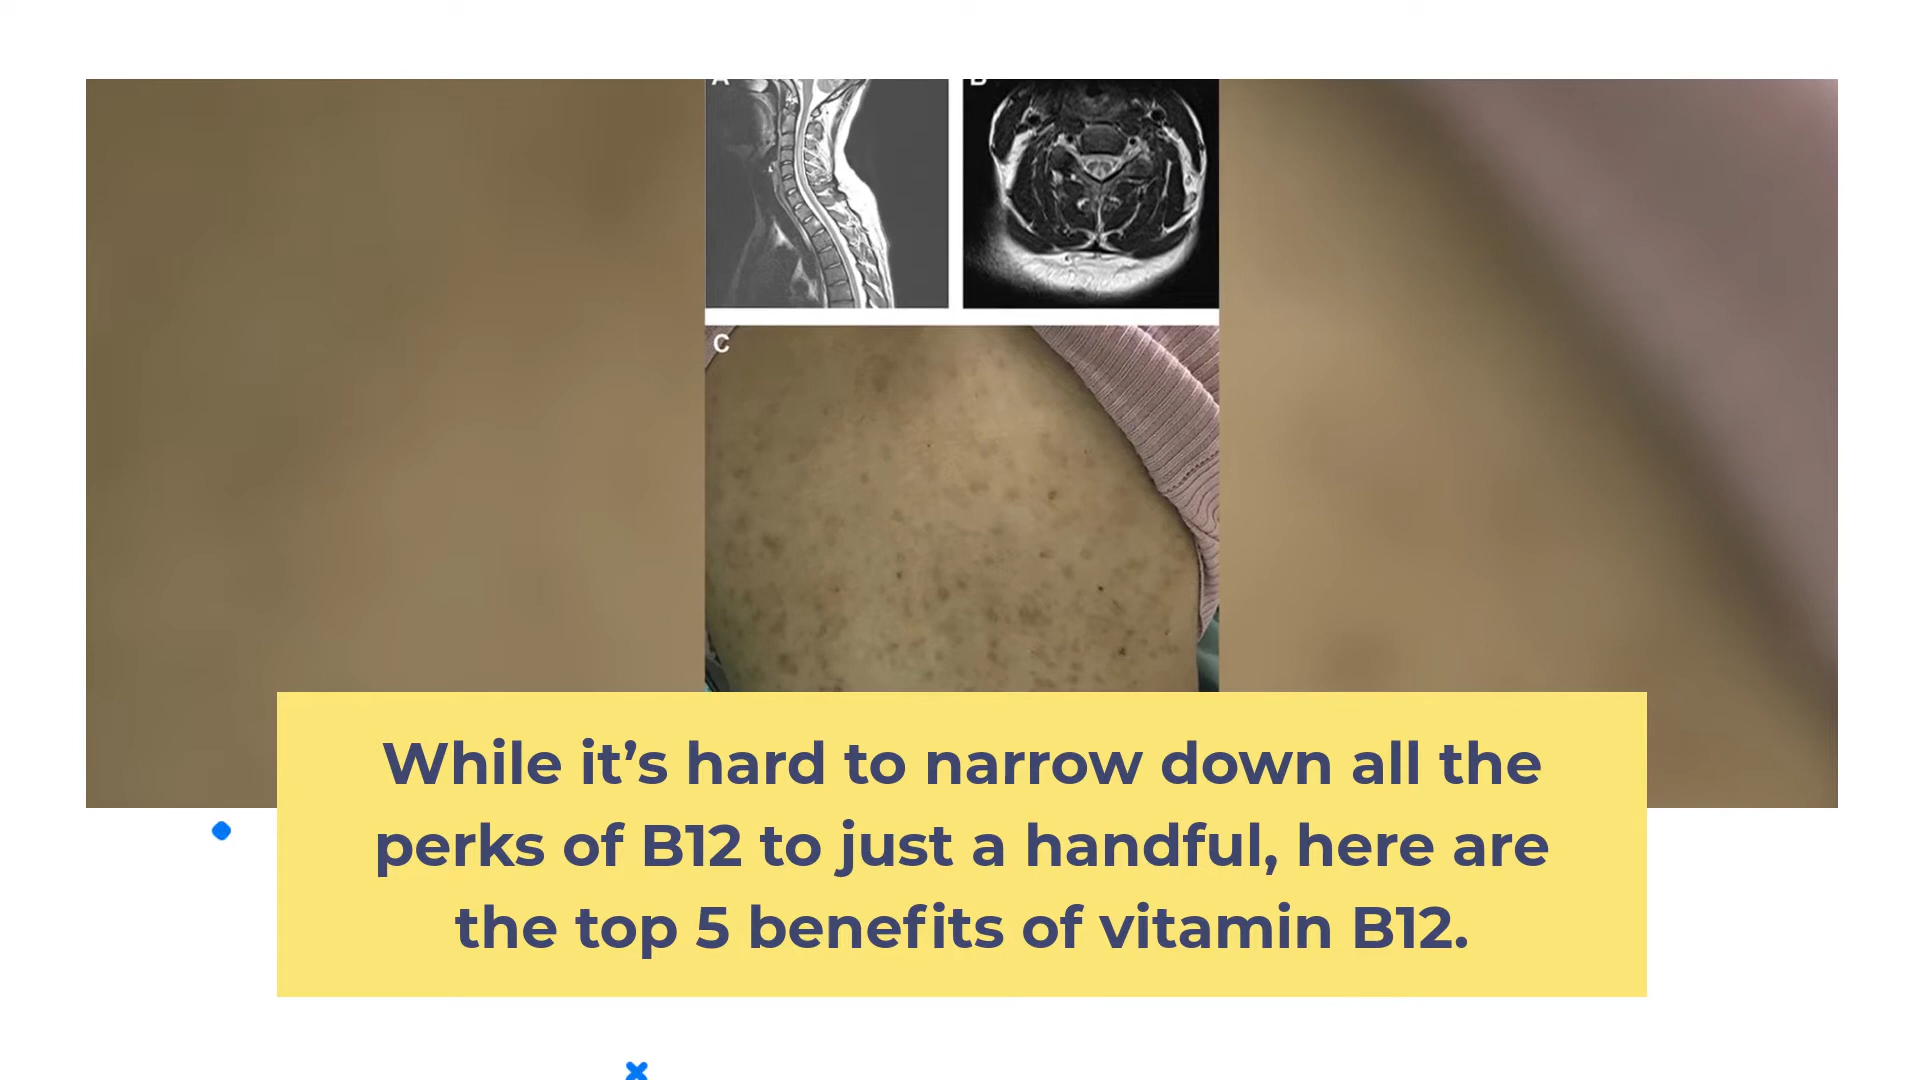 A
B
C
While it’s hard to narrow down all the
perks of B12 to just a handful, here are
the top 5 benefits of vitamin B12.